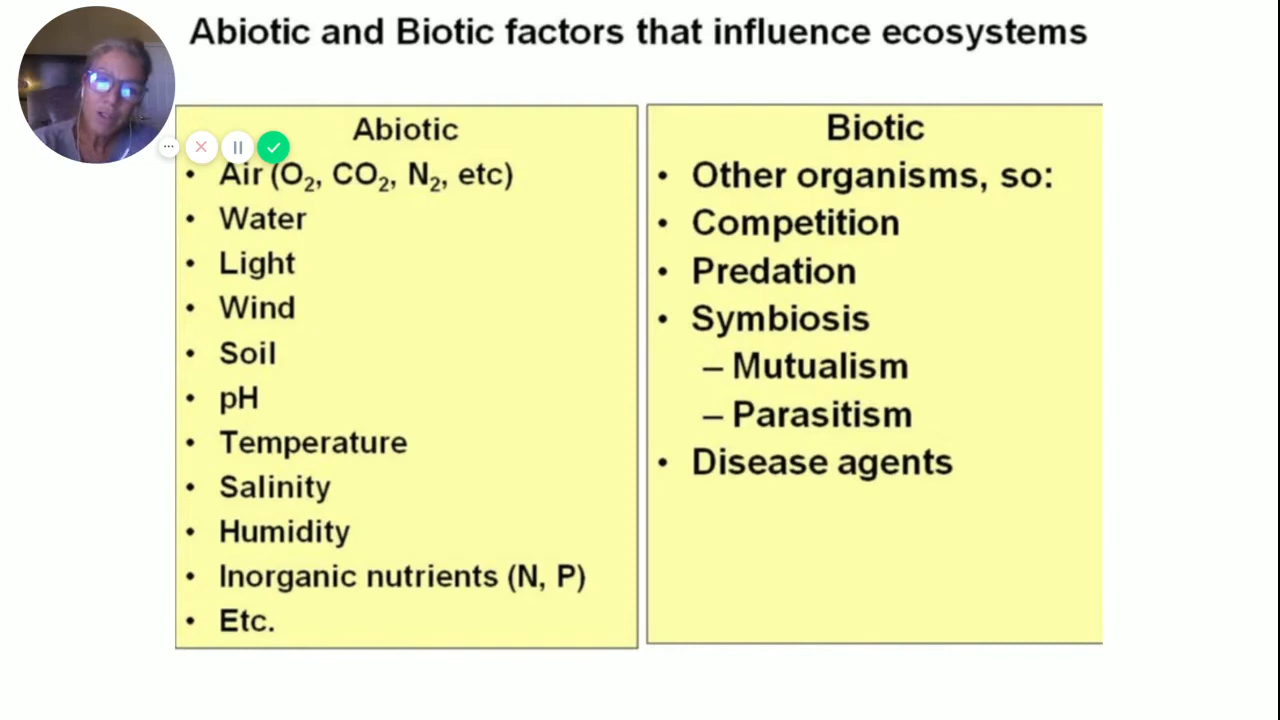 Abiotic and Biotic factors that influence ecosystems
Abiotic
• Air (O₂, CO₂, N₂, etc)
• Water
• Light
• Wind
• Soil
• pH
• Temperature
• Salinity
• Humidity
• Inorganic nutrients (N, P)
• Etc.
Biotic
• Other organisms, so:
• Competition
• Predation
• Symbiosis
– Mutualism
– Parasitism
• Disease agents